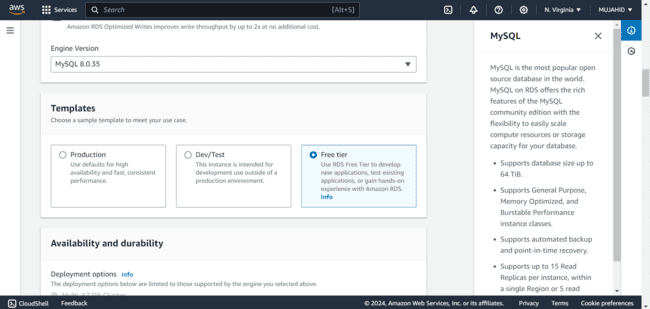 aws
Services
Search
[Alt+S]
N. Virginia
MUJAHID
Amazon RDS Optimized Writes improves write throughput by up to 2x at no additional cost.
Engine Version
MySQL 8.0.35
Templates
Choose a sample template to meet your use case.
Production
Use defaults for high
availability and fast, consistent
performance.
Dev/Test
This instance is intended for
development use outside of a
production environment.
Free tier
Use RDS Free Tier to develop
new applications, test existing
applications, or gain hands-on
experience with Amazon RDS.
Info
Availability and durability
Deployment options Info
The deployment options below are limited to those supported by the engine you selected above.
MySQL
MySQL is the most popular open
source database in the world.
MySQL on RDS offers the rich
features of the MySQL
community edition with the
flexibility to easily scale
compute resources or storage
capacity for your database.
• Supports database size up to
64 TiB.
• Supports General Purpose,
Memory Optimized, and
Burstable Performance
instance classes.
• Supports automated backup
and point-in-time recovery.
• Supports up to 15 Read
Replicas per instance, within
a single Region or 5 read
CloudShell
Feedback
© 2024, Amazon Web Services, Inc. or its affiliates.
Privacy
Terms
Cookie preferences